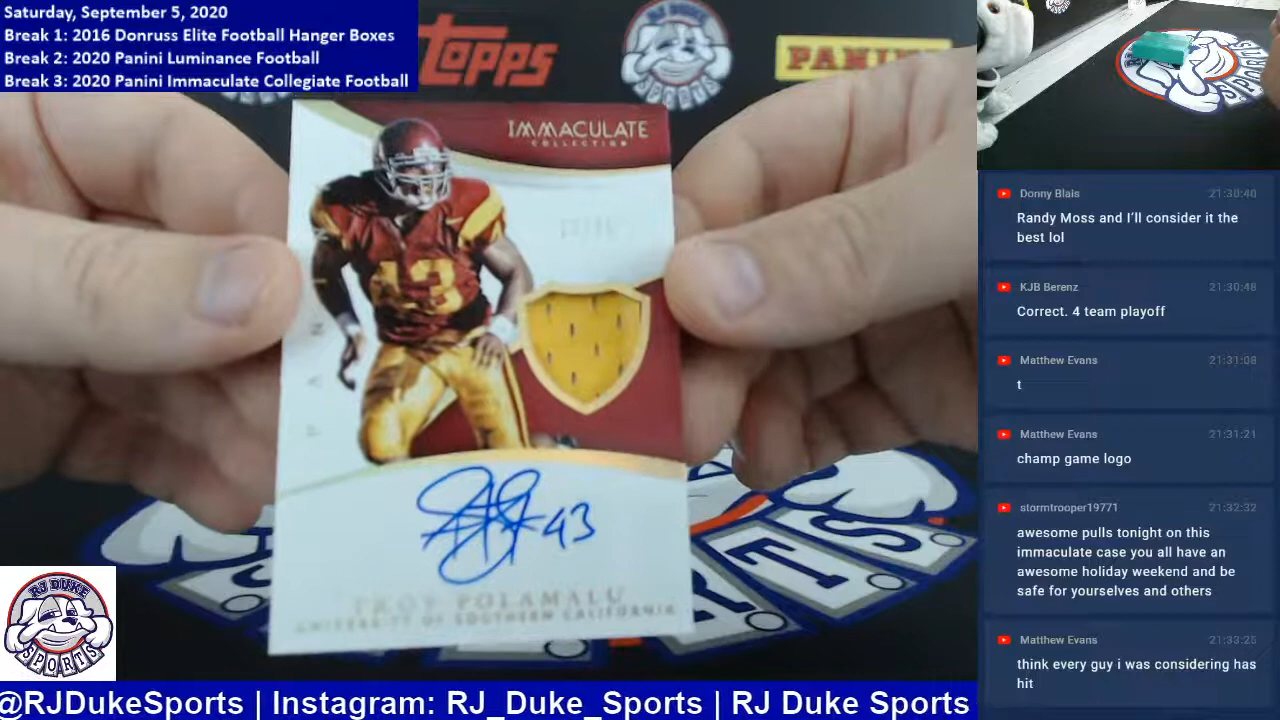 Saturday, September 5, 2020
Break 1: 2016 Donruss Elite Football Hanger Boxes
Break 2: 2020 Panini Luminance Football
Break 3: 2020 Panini Immaculate Collegiate Football
TOPPS
RJ DUKE
SPORTS
PANINI
IMMACULATE
COLLECTION
43
43
TROY POLAMALU
UNIVERSITY OF SOUTHERN CALIFORNIA
RJ DUKE
SPORTS
@RJDukeSports | Instagram: RJ_Duke_Sports | RJ Duke Sports
Donny Blais 21:30:40
Randy Moss and I'll consider it the
best lol
KJB Berenz 21:30:48
Correct. 4 team playoff
Matthew Evans 21:31:08
t
Matthew Evans 21:31:21
champ game logo
stormtrooper19771 21:32:32
awesome pulls tonight on this
immaculate case you all have an
awesome holiday weekend and be
safe for yourselves and others
Matthew Evans 21:33:25
think every guy i was considering has
hit